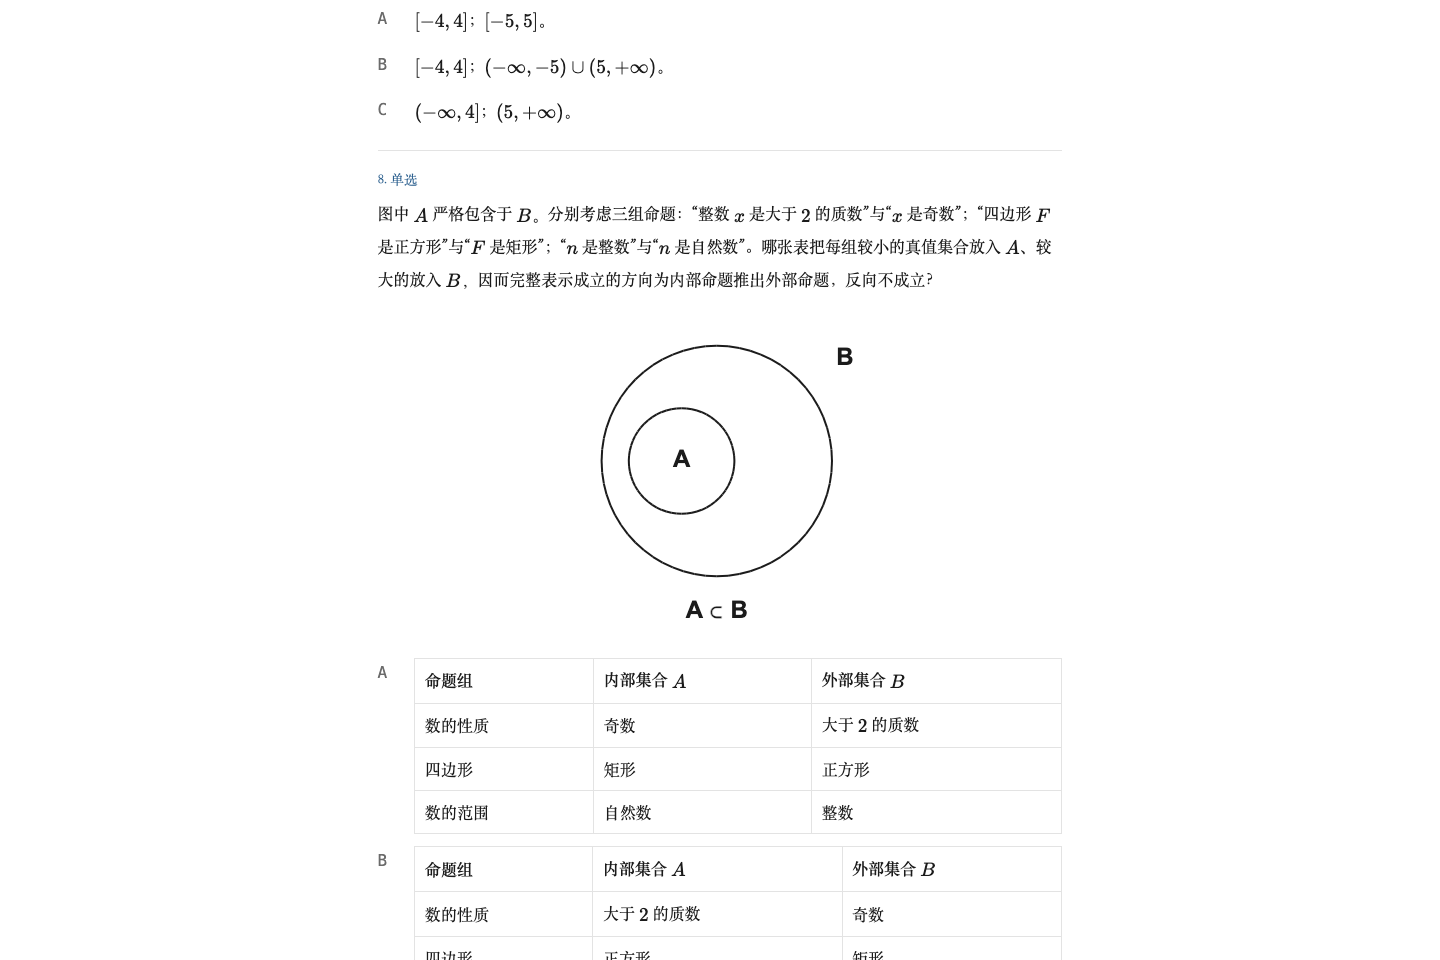 A [−4, 4]；[−5, 5]。
B [−4, 4]；(−∞, −5) ∪ (5, +∞)。
C (−∞, 4]；(5, +∞)。
8. 单选
图中 A 严格包含于 B。分别考虑三组命题：“整数 x 是大于 2 的质数”与“x 是奇数”；“四边形 F
是正方形”与“F 是矩形”；“n 是整数”与“n 是自然数”。哪张表把每组较小的真值集合放入 A、较
大的放入 B，因而完整表示成立的方向为内部命题推出外部命题，反向不成立？
B
A
A ⊂ B
A
命题组 内部集合 A 外部集合 B
数的性质 奇数 大于 2 的质数
四边形 矩形 正方形
数的范围 自然数 整数
B
命题组 内部集合 A 外部集合 B
数的性质 大于 2 的质数 奇数
四边形 正方形 矩形